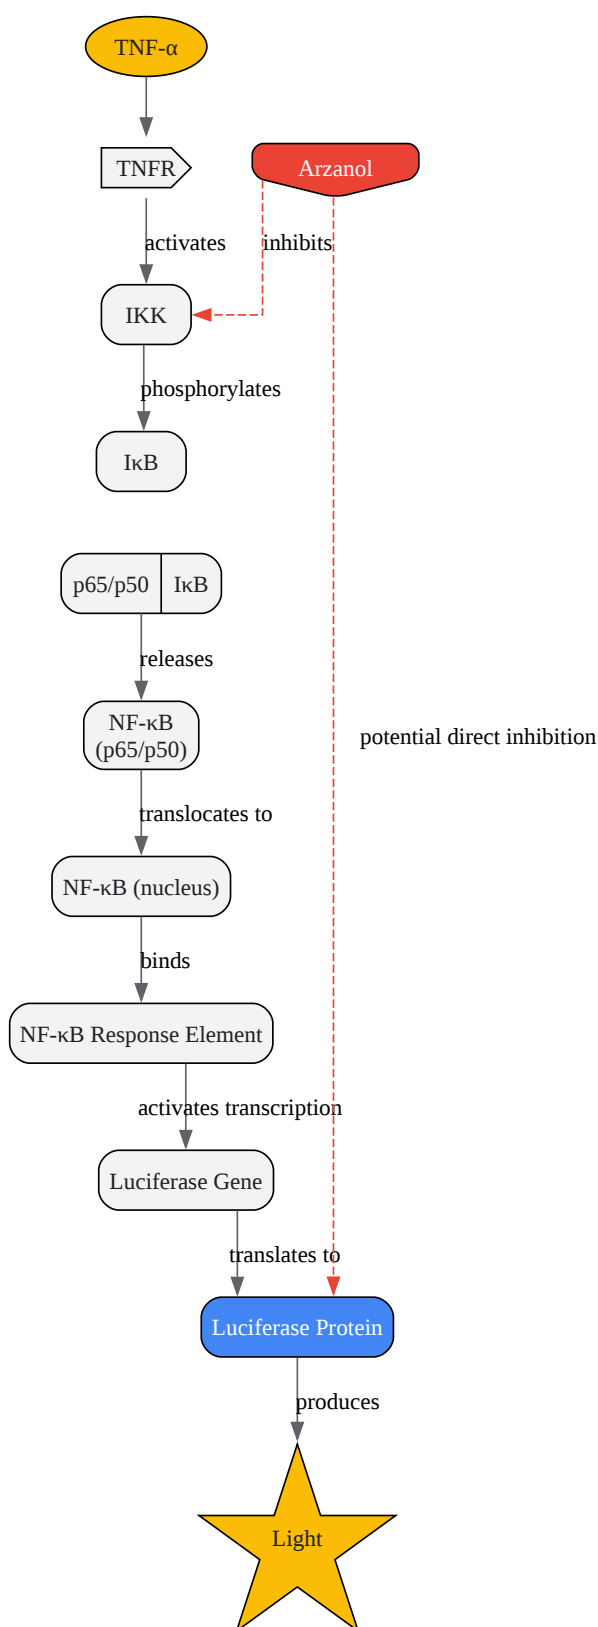 TNF-α
TNFR
Arzanol
activates
inhibits
IKK
phosphorylates
IκB
p65/p50
IκB
releases
NF-κB
(p65/p50)
potential direct inhibition
translocates to
NF-κB (nucleus)
binds
NF-κB Response Element
activates transcription
Luciferase Gene
translates to
Luciferase Protein
produces
Light